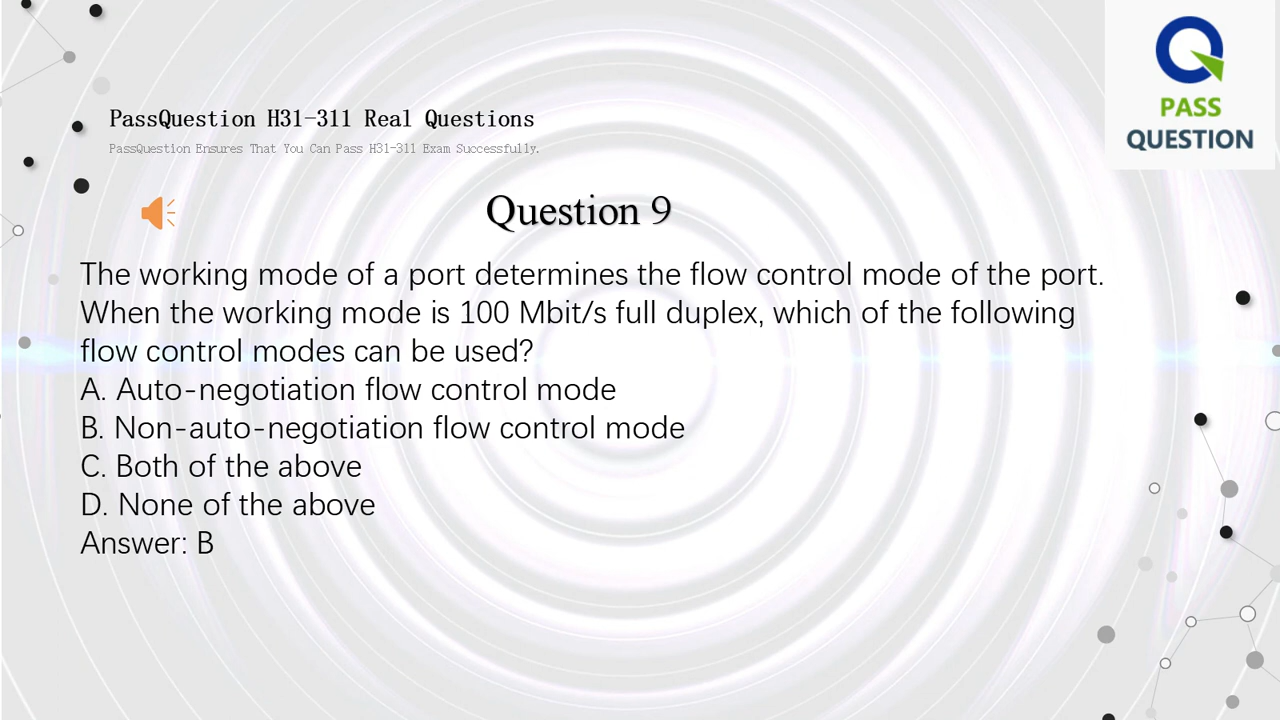 PASS
QUESTION
PassQuestion H31-311 Real Questions
PassQuestion Ensures That You Can Pass H31-311 Exam Successfully.
Question 9
The working mode of a port determines the flow control mode of the port.
When the working mode is 100 Mbit/s full duplex, which of the following
flow control modes can be used?
A. Auto-negotiation flow control mode
B. Non-auto-negotiation flow control mode
C. Both of the above
D. None of the above
Answer: B